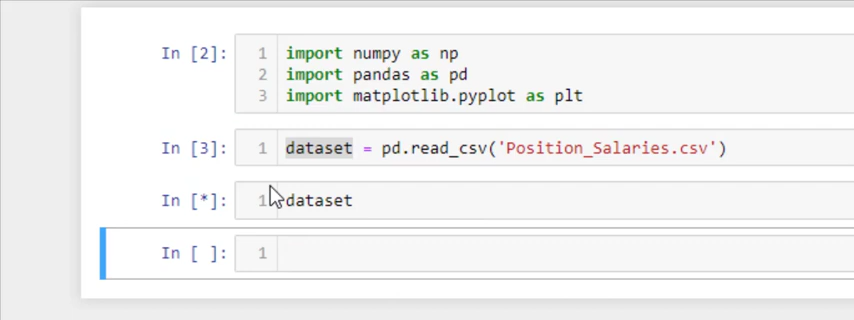 In [2]:
1 import numpy as np
2 import pandas as pd
3 import matplotlib.pyplot as plt
In [3]:
1 dataset = pd.read_csv('Position_Salaries.csv')
In [*]:
1 dataset
In [ ]:
1